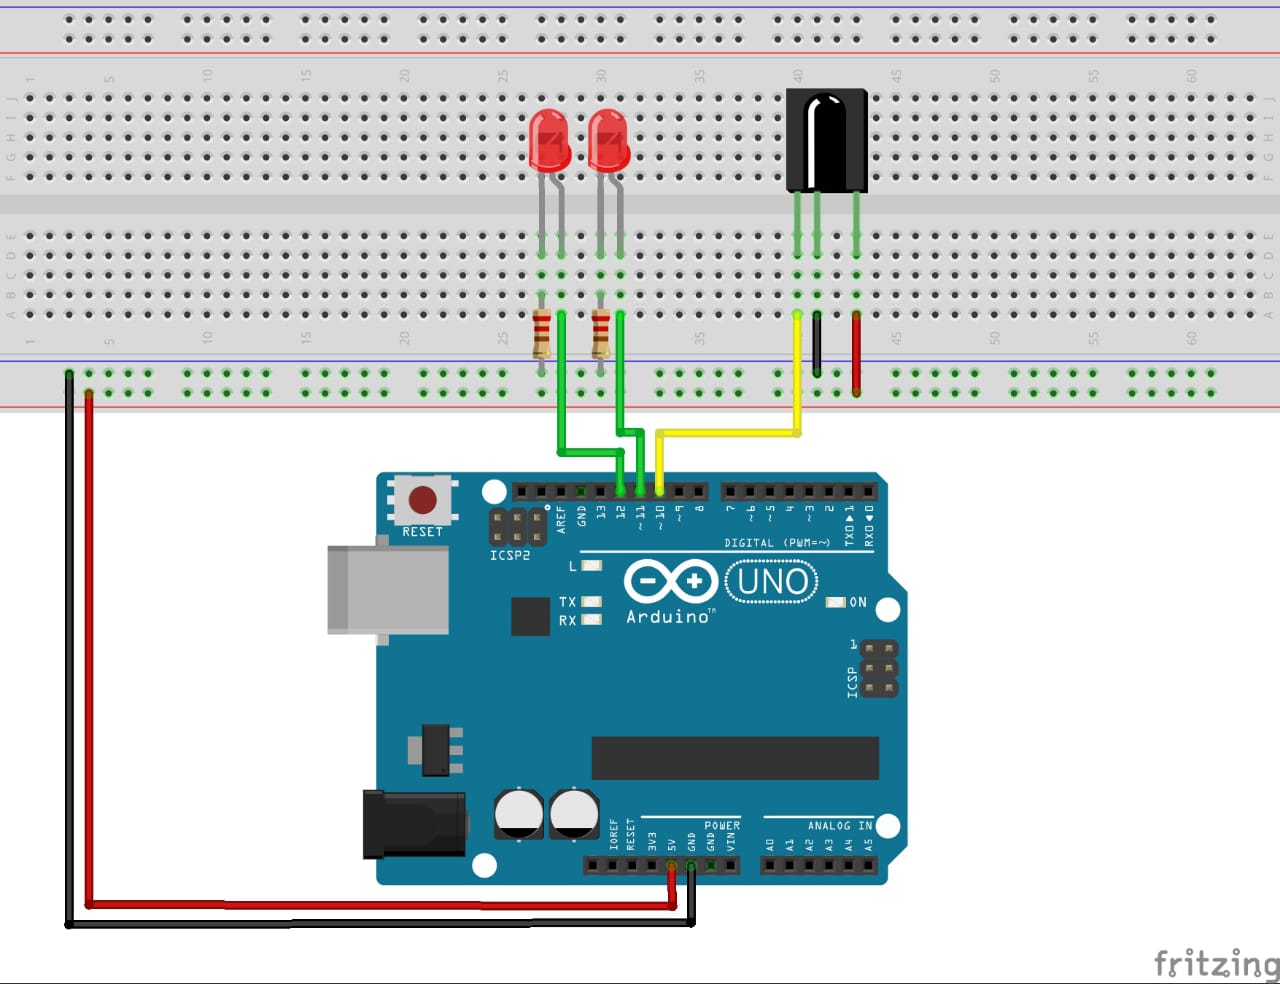 1 5 10 15 20 25 30 35 40 45 50 55 60
J J
I I
H H
G G
F F
E E
D D
C C
B B
A A
1 5 10 15 20 25 30 35 40 45 50 55 60
RESET
ICSP2
AREF
GND
13
12
~11
~10
~9
8
7
~6
~5
4
~3
2
TX0▶1
RX0◀0
DIGITAL (PWM=~)
L
TX
RX
UNO
Arduino™
ON
1
ICSP
POWER
ANALOG IN
IOREF
RESET
3V3
5V
GND
GND
VIN
A0
A1
A2
A3
A4
A5
fritzing